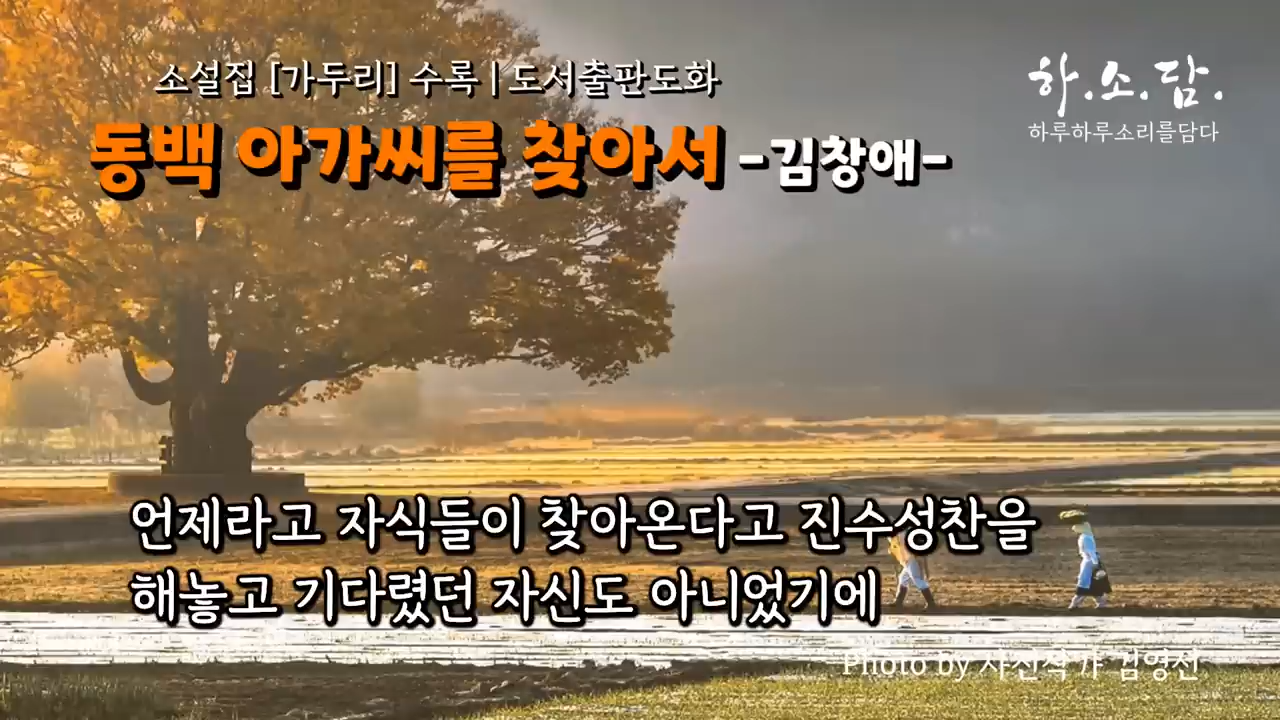 소설집 [가두리] 수록 | 도서출판도화
하.소.담.
하루하루소리를담다
동백 아가씨를 찾아서 -김창애-
언제라고 자식들이 찾아온다고 진수성찬을
해놓고 기다렸던 자신도 아니었기에
Photo by 사진작가 김영선